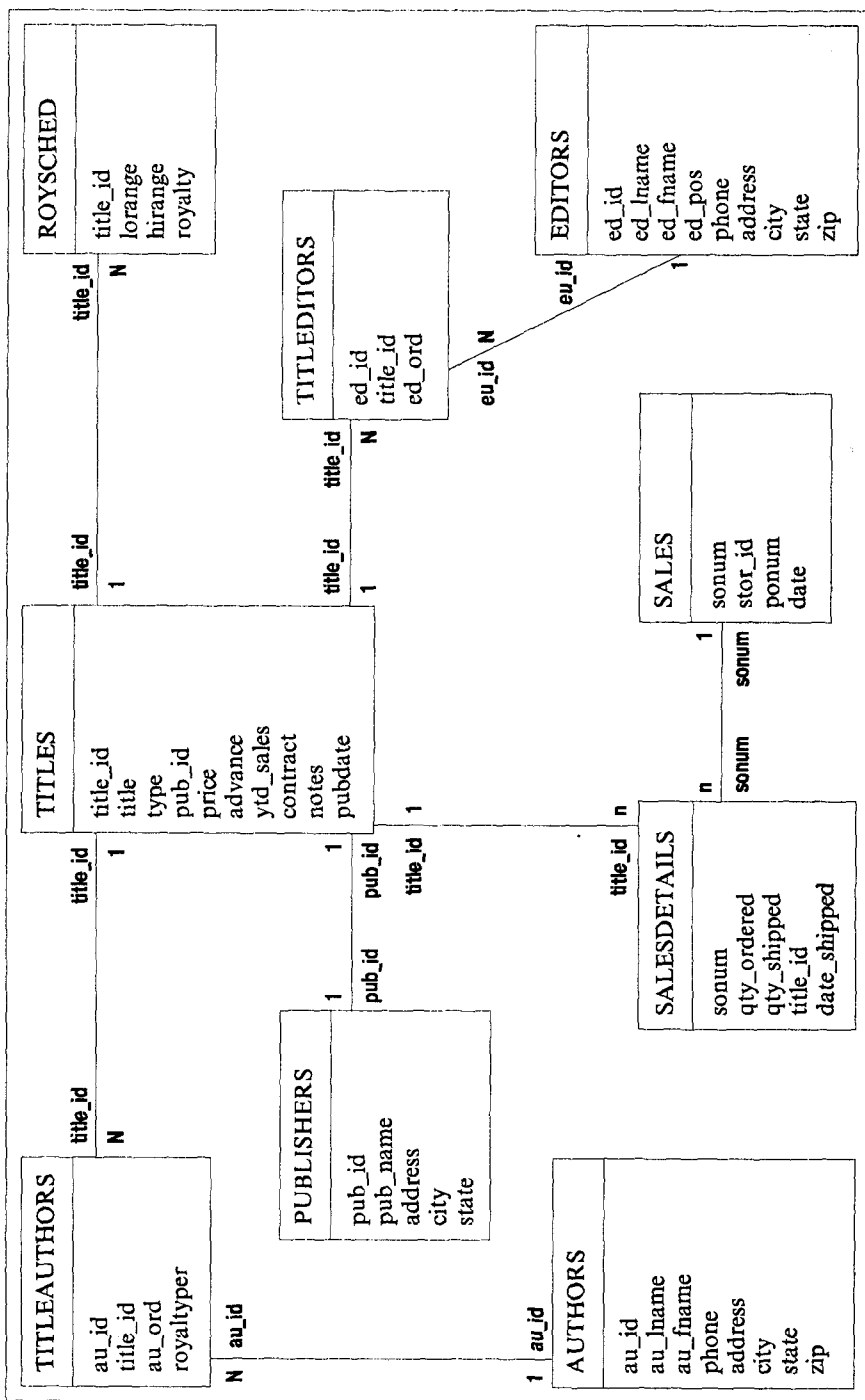 TITLEAUTHORS
au_id
title_id
au_ord
royaltyper
title_id
N
title_id
1
TITLES
title_id
title
type
pub_id
price
advance
ytd_sales
contract
notes
pubdate
title_id
1
title_id
N
ROYSCHED
title_id
lorange
hirange
royalty
N
au_id
1
au_id
AUTHORS
au_id
au_lname
au_fname
phone
address
city
state
zip
PUBLISHERS
pub_id
pub_name
address
city
state
1
pub_id
1
pub_id
title_id
1
title_id
n
title_id
1
title_id
N
TITLEDITORS
ed_id
title_id
ed_ord
eu_id
N
eu_id
1
EDITORS
ed_id
ed_lname
ed_fname
ed_pos
phone
address
city
state
zip
SALESDETAILS
sonum
qty_ordered
qty_shipped
title_id
date_shipped
n
sonum
1
sonum
SALES
sonum
stor_id
ponum
date